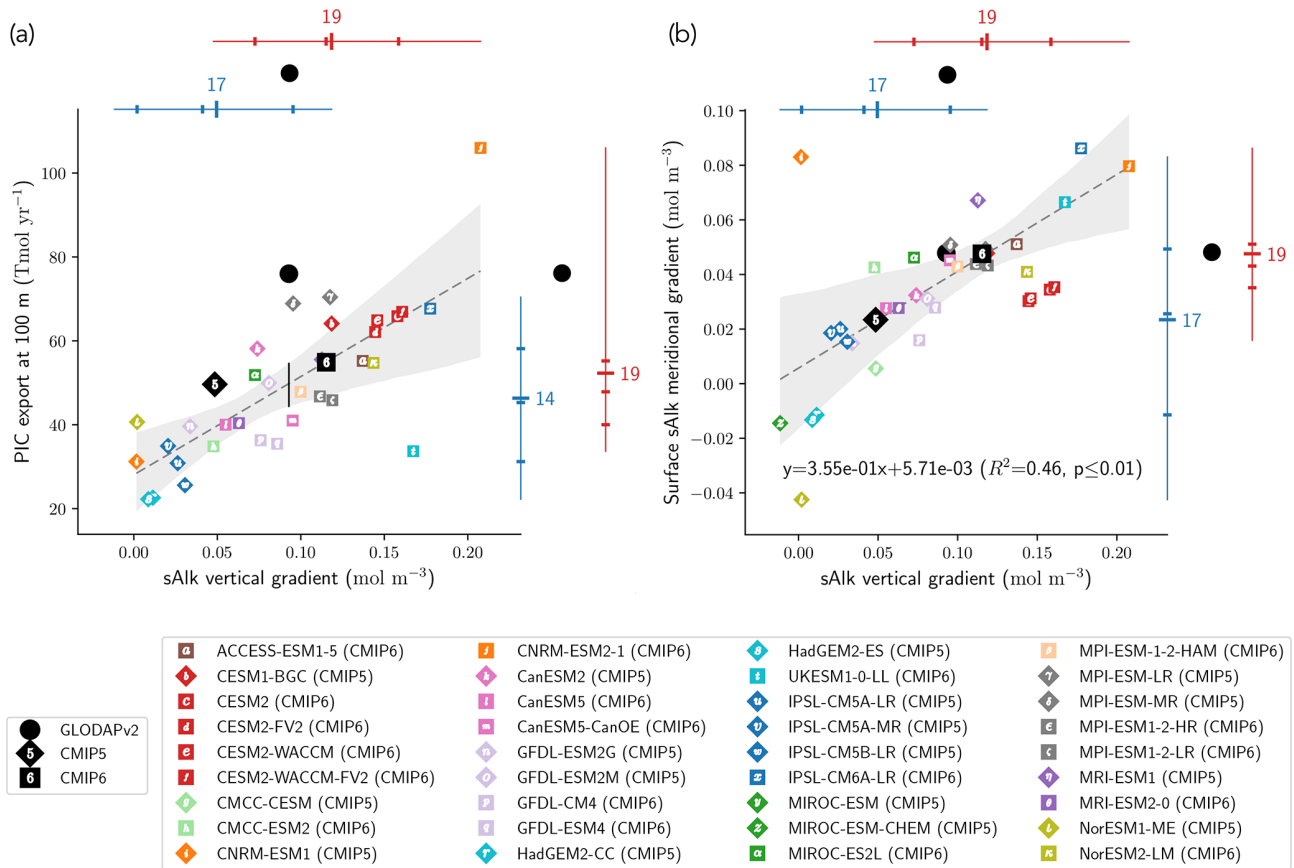 (a)
19
17
PIC export at 100 m (Tmol yr⁻¹)
100
80
60
40
20
5
6
14
19
0.00 0.05 0.10 0.15 0.20
sAlk vertical gradient (mol m⁻³)
(b)
19
17
Surface sAlk meridional gradient (mol m⁻³)
0.10
0.08
0.06
0.04
0.02
0.00
−0.02
−0.04
5
6
17
19
y=3.55e-01x+5.71e-03 (R²=0.46, p≤0.01)
0.00 0.05 0.10 0.15 0.20
sAlk vertical gradient (mol m⁻³)
GLODAPv2
5 CMIP5
6 CMIP6
a ACCESS-ESM1-5 (CMIP6)
b CESM1-BGC (CMIP5)
c CESM2 (CMIP6)
d CESM2-FV2 (CMIP6)
e CESM2-WACCM (CMIP6)
f CESM2-WACCM-FV2 (CMIP6)
g CMCC-CESM (CMIP5)
h CMCC-ESM2 (CMIP6)
i CNRM-ESM1 (CMIP5)
j CNRM-ESM2-1 (CMIP6)
k CanESM2 (CMIP5)
l CanESM5 (CMIP6)
m CanESM5-CanOE (CMIP6)
n GFDL-ESM2G (CMIP5)
o GFDL-ESM2M (CMIP5)
p GFDL-CM4 (CMIP6)
q GFDL-ESM4 (CMIP6)
r HadGEM2-CC (CMIP5)
s HadGEM2-ES (CMIP5)
t UKESM1-0-LL (CMIP6)
u IPSL-CM5A-LR (CMIP5)
v IPSL-CM5A-MR (CMIP5)
w IPSL-CM5B-LR (CMIP5)
x IPSL-CM6A-LR (CMIP6)
y MIROC-ESM (CMIP5)
z MIROC-ESM-CHEM (CMIP5)
α MIROC-ES2L (CMIP6)
β MPI-ESM-1-2-HAM (CMIP6)
γ MPI-ESM-LR (CMIP5)
δ MPI-ESM-MR (CMIP5)
ϵ MPI-ESM1-2-HR (CMIP6)
ζ MPI-ESM1-2-LR (CMIP6)
η MRI-ESM1 (CMIP5)
θ MRI-ESM2-0 (CMIP6)
ι NorESM1-ME (CMIP5)
κ NorESM2-LM (CMIP6)